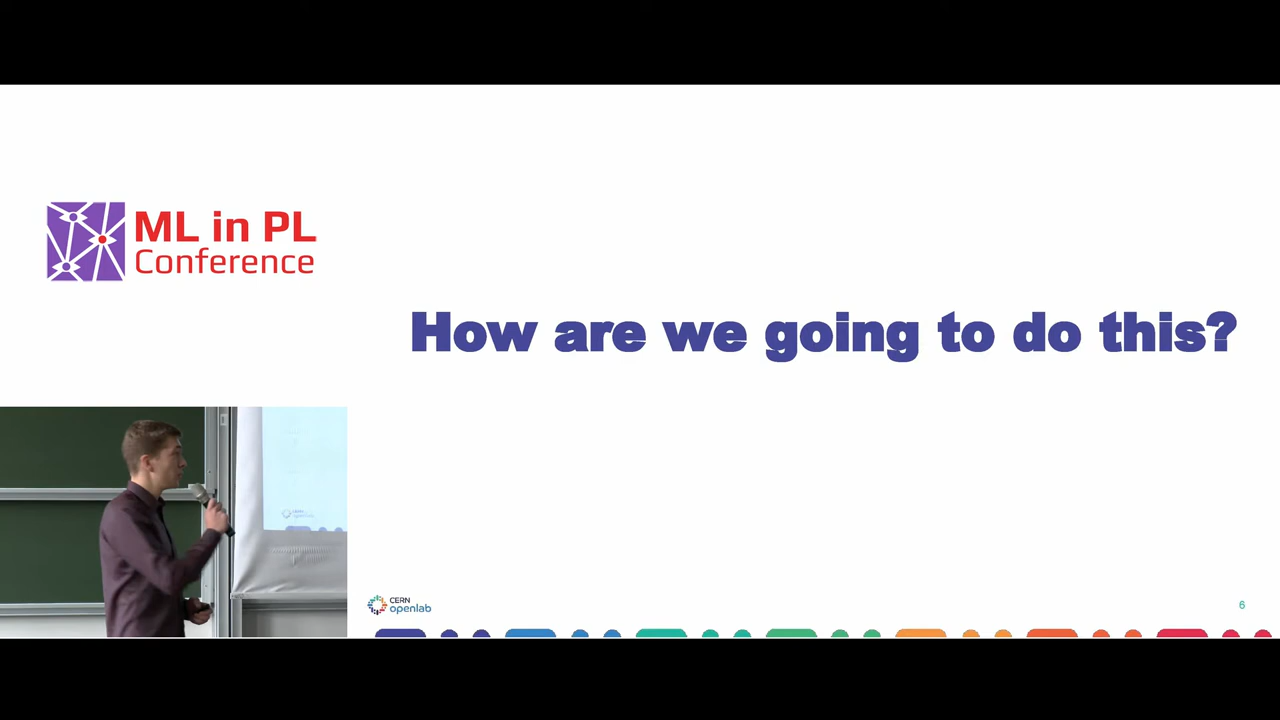 ML in PL
Conference
How are we going to do this?
CERN
openlab
6